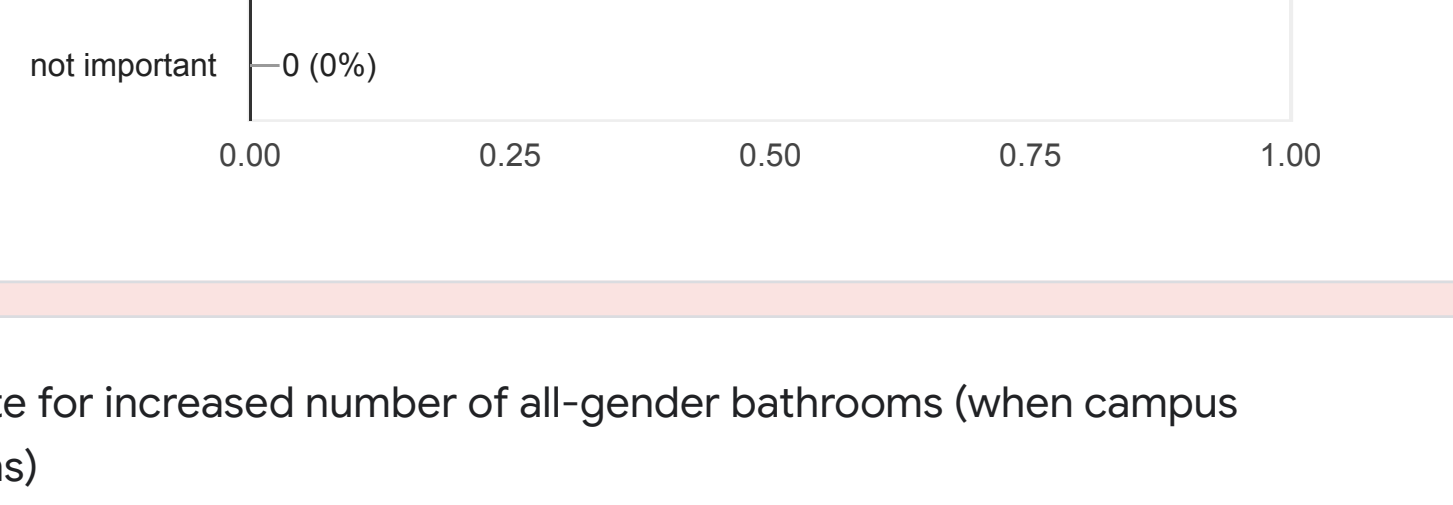 not important 0 (0%)
0.00 0.25 0.50 0.75 1.00
for increased number of all-gender bathrooms (when campus